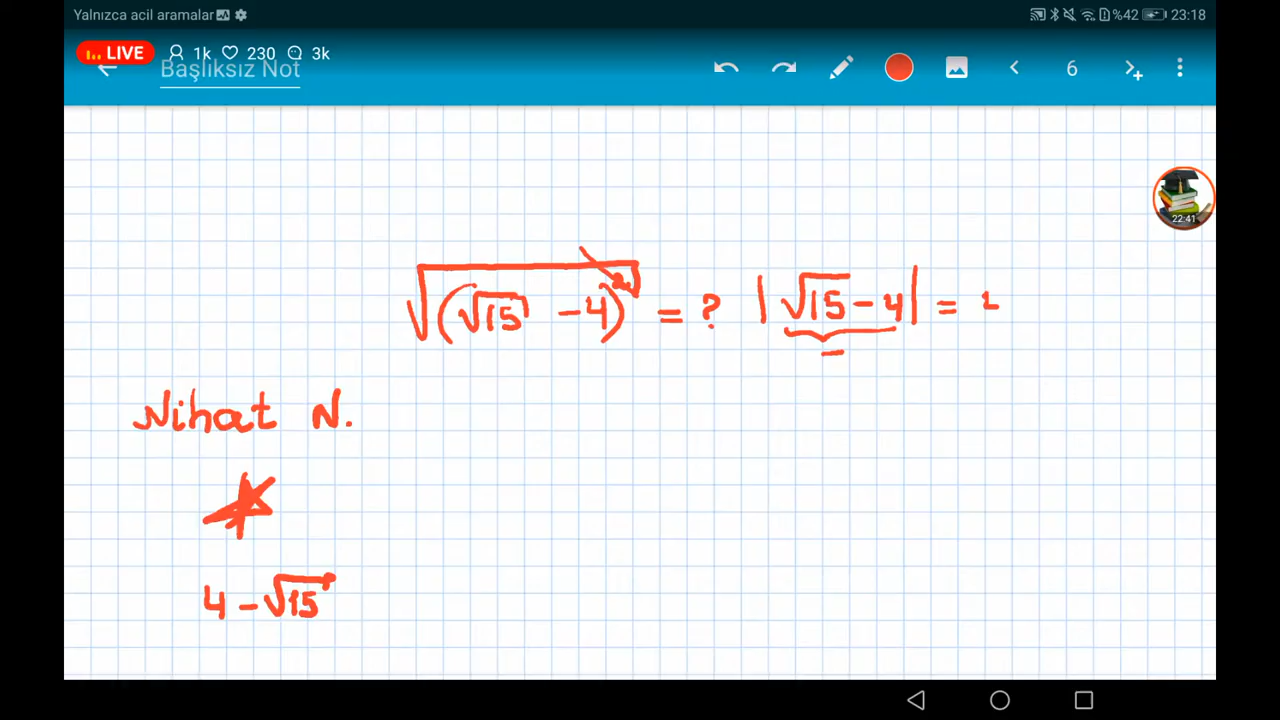 Yalnızca acil aramalar
%42 23:18
LIVE 1k 230 3k
Başlıksız Not
6
22:41
√(√15 - 4)² = ? |√15 - 4| =
Nihat N.
4 - √15